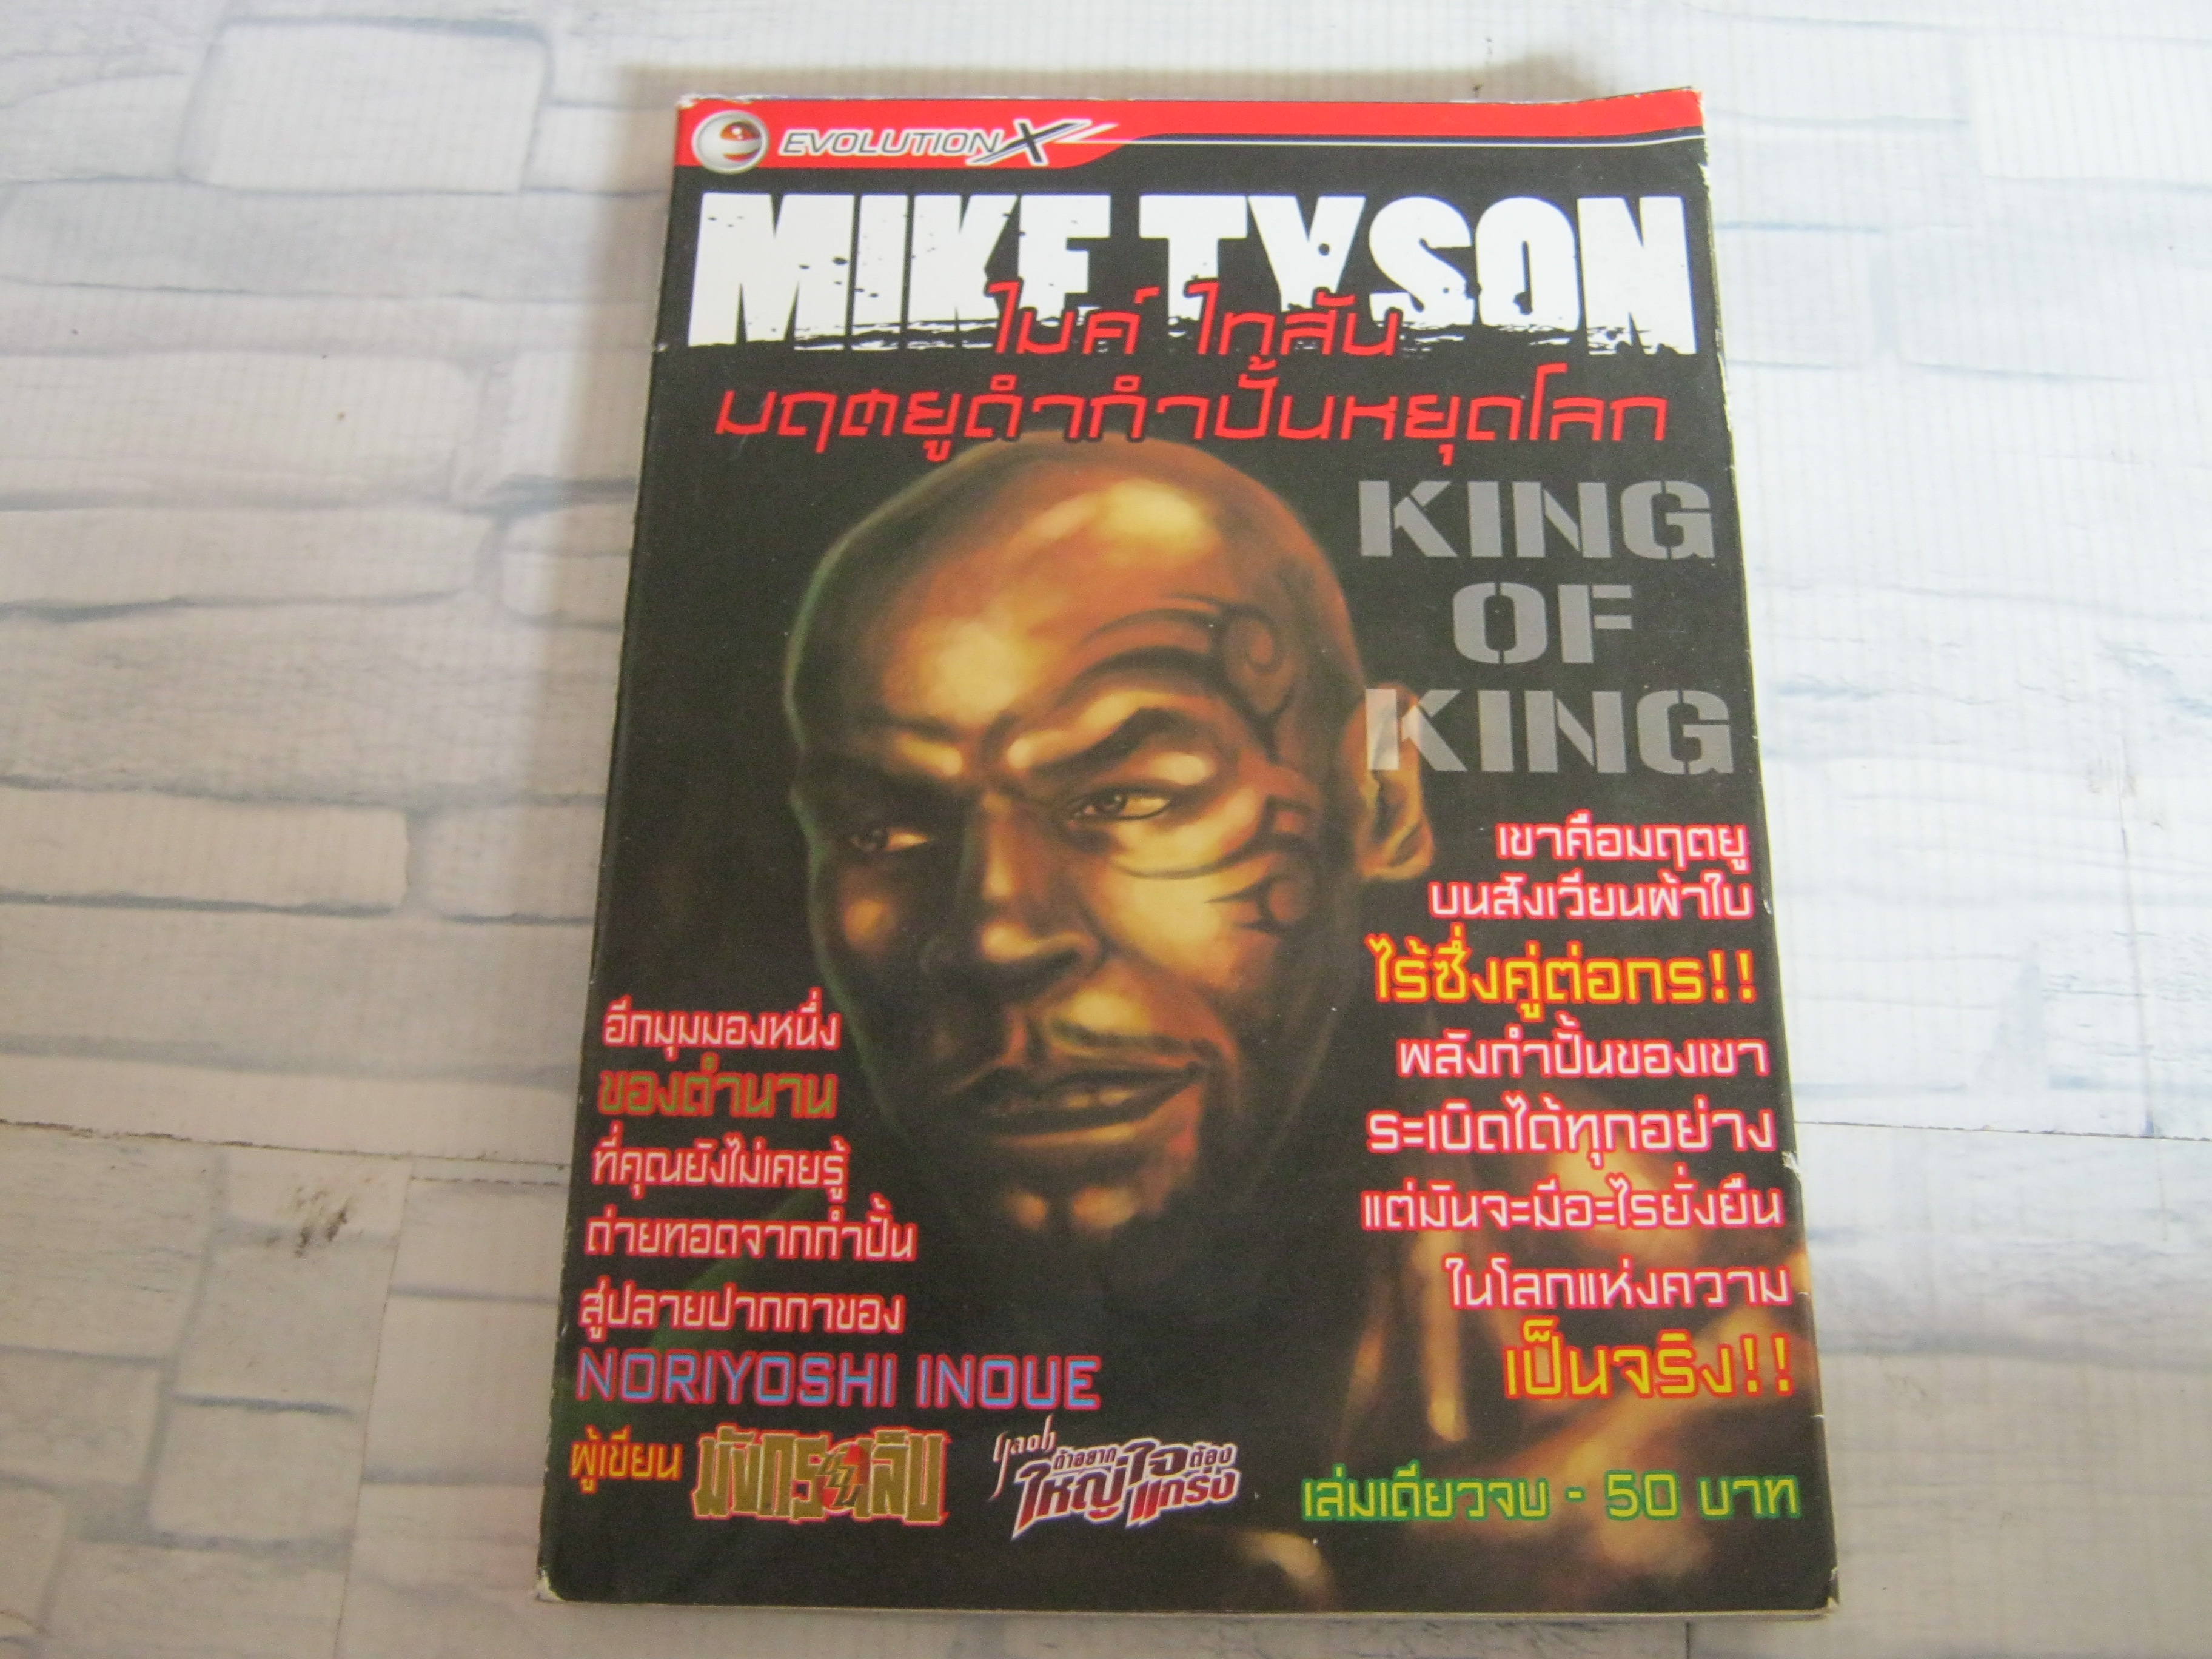 EVOLUTION X
MIKE TYSON
ไมค์ ไทสัน
มฤตยูดำกำปั้นหยุดโลก
KING
OF
KING
เขาคือมฤตยู
บนสังเวียนผ้าใบ
ไร้ซึ่งคู่ต่อกร!!
พลังกำปั้นของเขา
ระเบิดได้ทุกอย่าง
แต่มันจะมีอะไรยั่งยืน
ในโลกแห่งความ
เป็นจริง!!
อีกมุมมองหนึ่ง
ของตำนาน
ที่คุณยังไม่เคยรู้
ถ่ายทอดจากกำปั้น
สู่ปลายปากกาของ
NORIYOSHI INOUE
ผู้เขียน มังกรสลิบ
gaoh ถ้าอยากใหญ่ใจต้องแกร่ง
เล่มเดียวจบ - 50 บาท